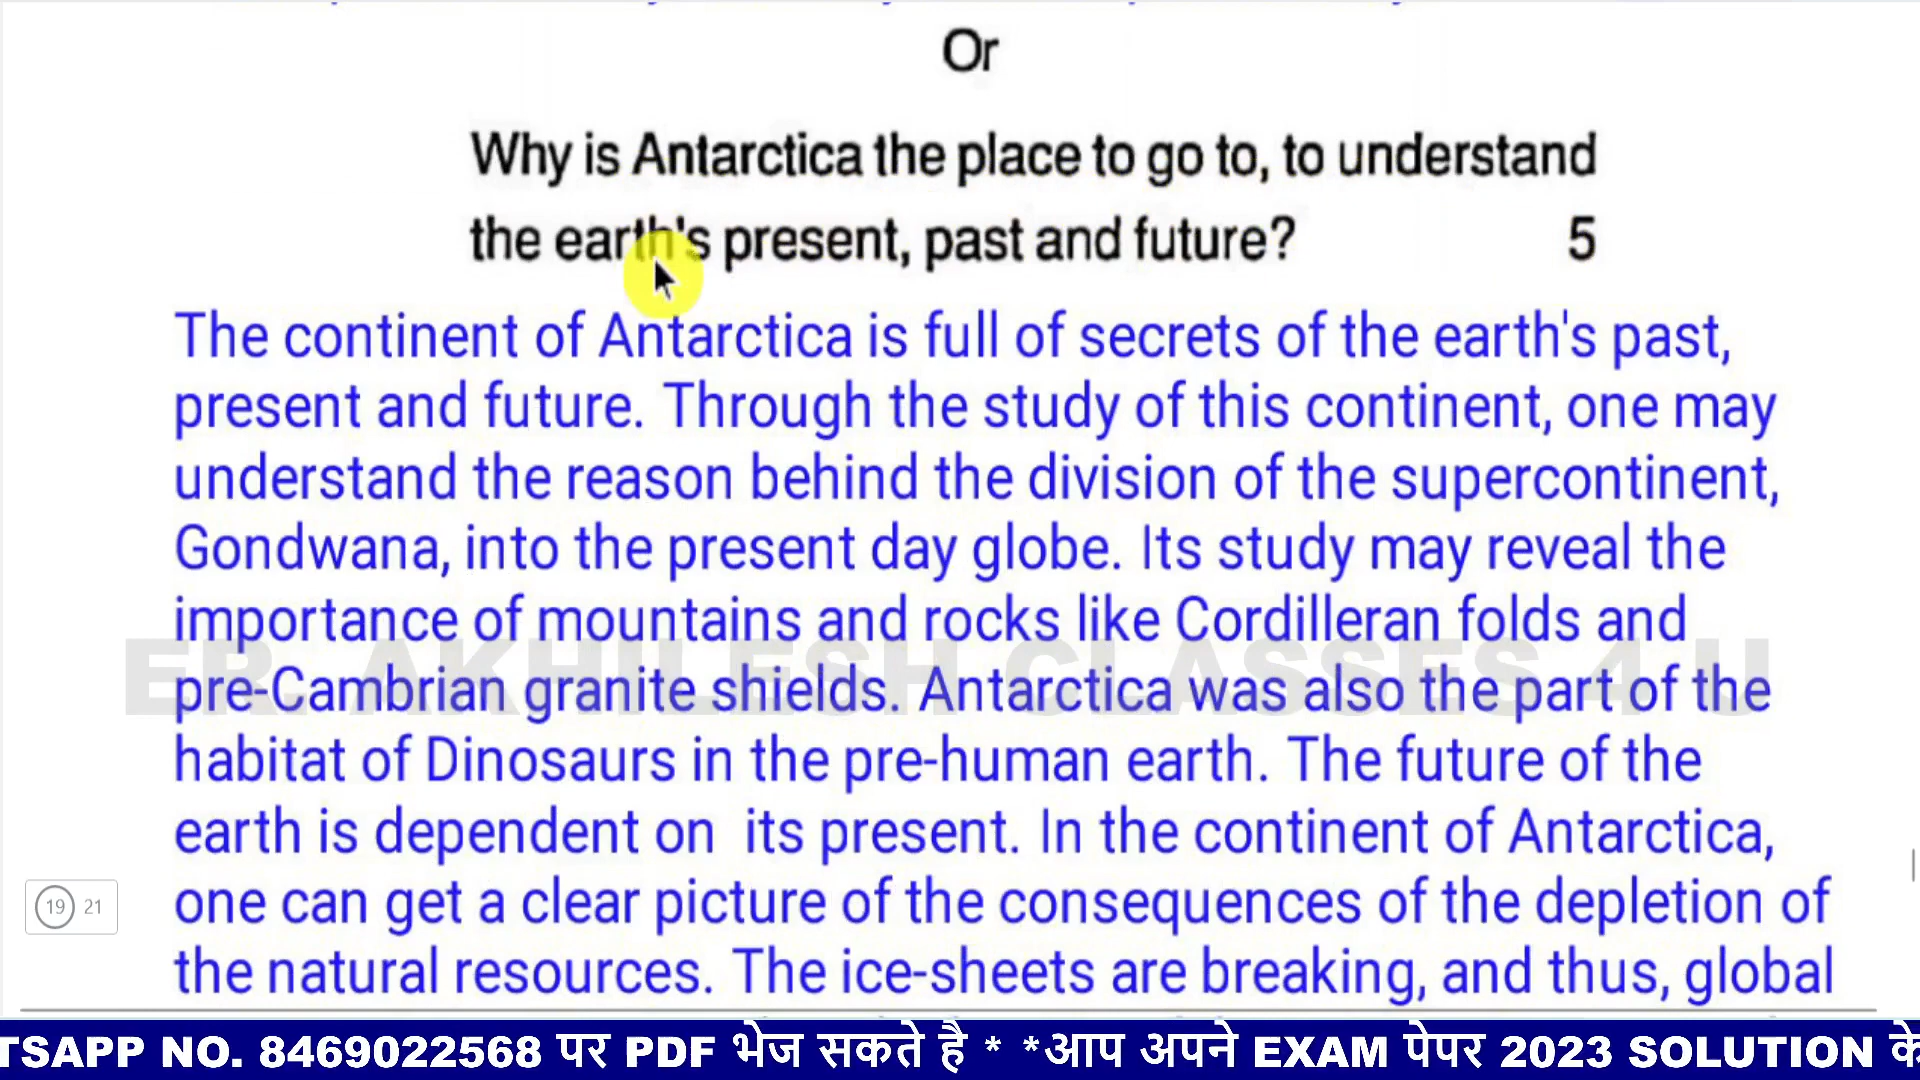 Or
Why is Antarctica the place to go to, to understand
the earth's present, past and future? 5
The continent of Antarctica is full of secrets of the earth's past,
present and future. Through the study of this continent, one may
understand the reason behind the division of the supercontinent,
Gondwana, into the present day globe. Its study may reveal the
importance of mountains and rocks like Cordilleran folds and
ER. AKHILESH CLASSES 4 U
pre-Cambrian granite shields. Antarctica was also the part of the
habitat of Dinosaurs in the pre-human earth. The future of the
earth is dependent on its present. In the continent of Antarctica,
one can get a clear picture of the consequences of the depletion of
19 21
the natural resources. The ice-sheets are breaking, and thus, global
TSAPP NO. 8469022568 पर PDF भेज सकते है * *आप अपने EXAM पेपर 2023 SOLUTION के